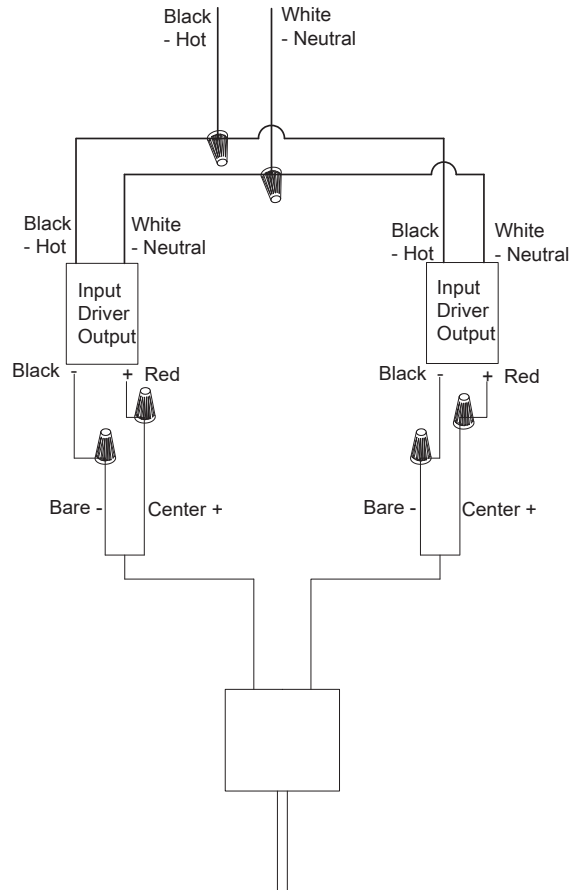 Black
- Hot
White
- Neutral
Black
- Hot
White
- Neutral
Black
- Hot
White
- Neutral
Input
Driver
Output
Input
Driver
Output
Black -
+ Red
Black -
+ Red
Bare -
Center +
Bare -
Center +